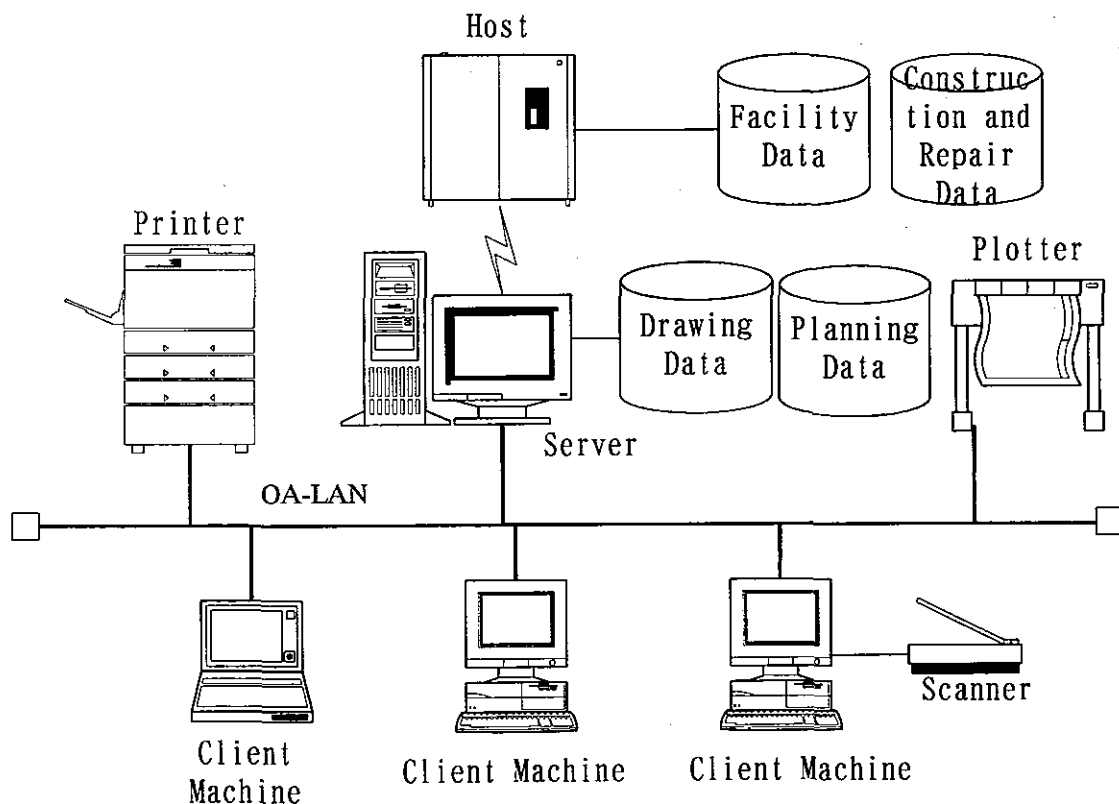 Host
Facility
Data
Construc
tion and
Repair
Data
Printer
Plotter
Drawing
Data
Planning
Data
Server
OA-LAN
Client
Machine
Client Machine
Client Machine
Scanner